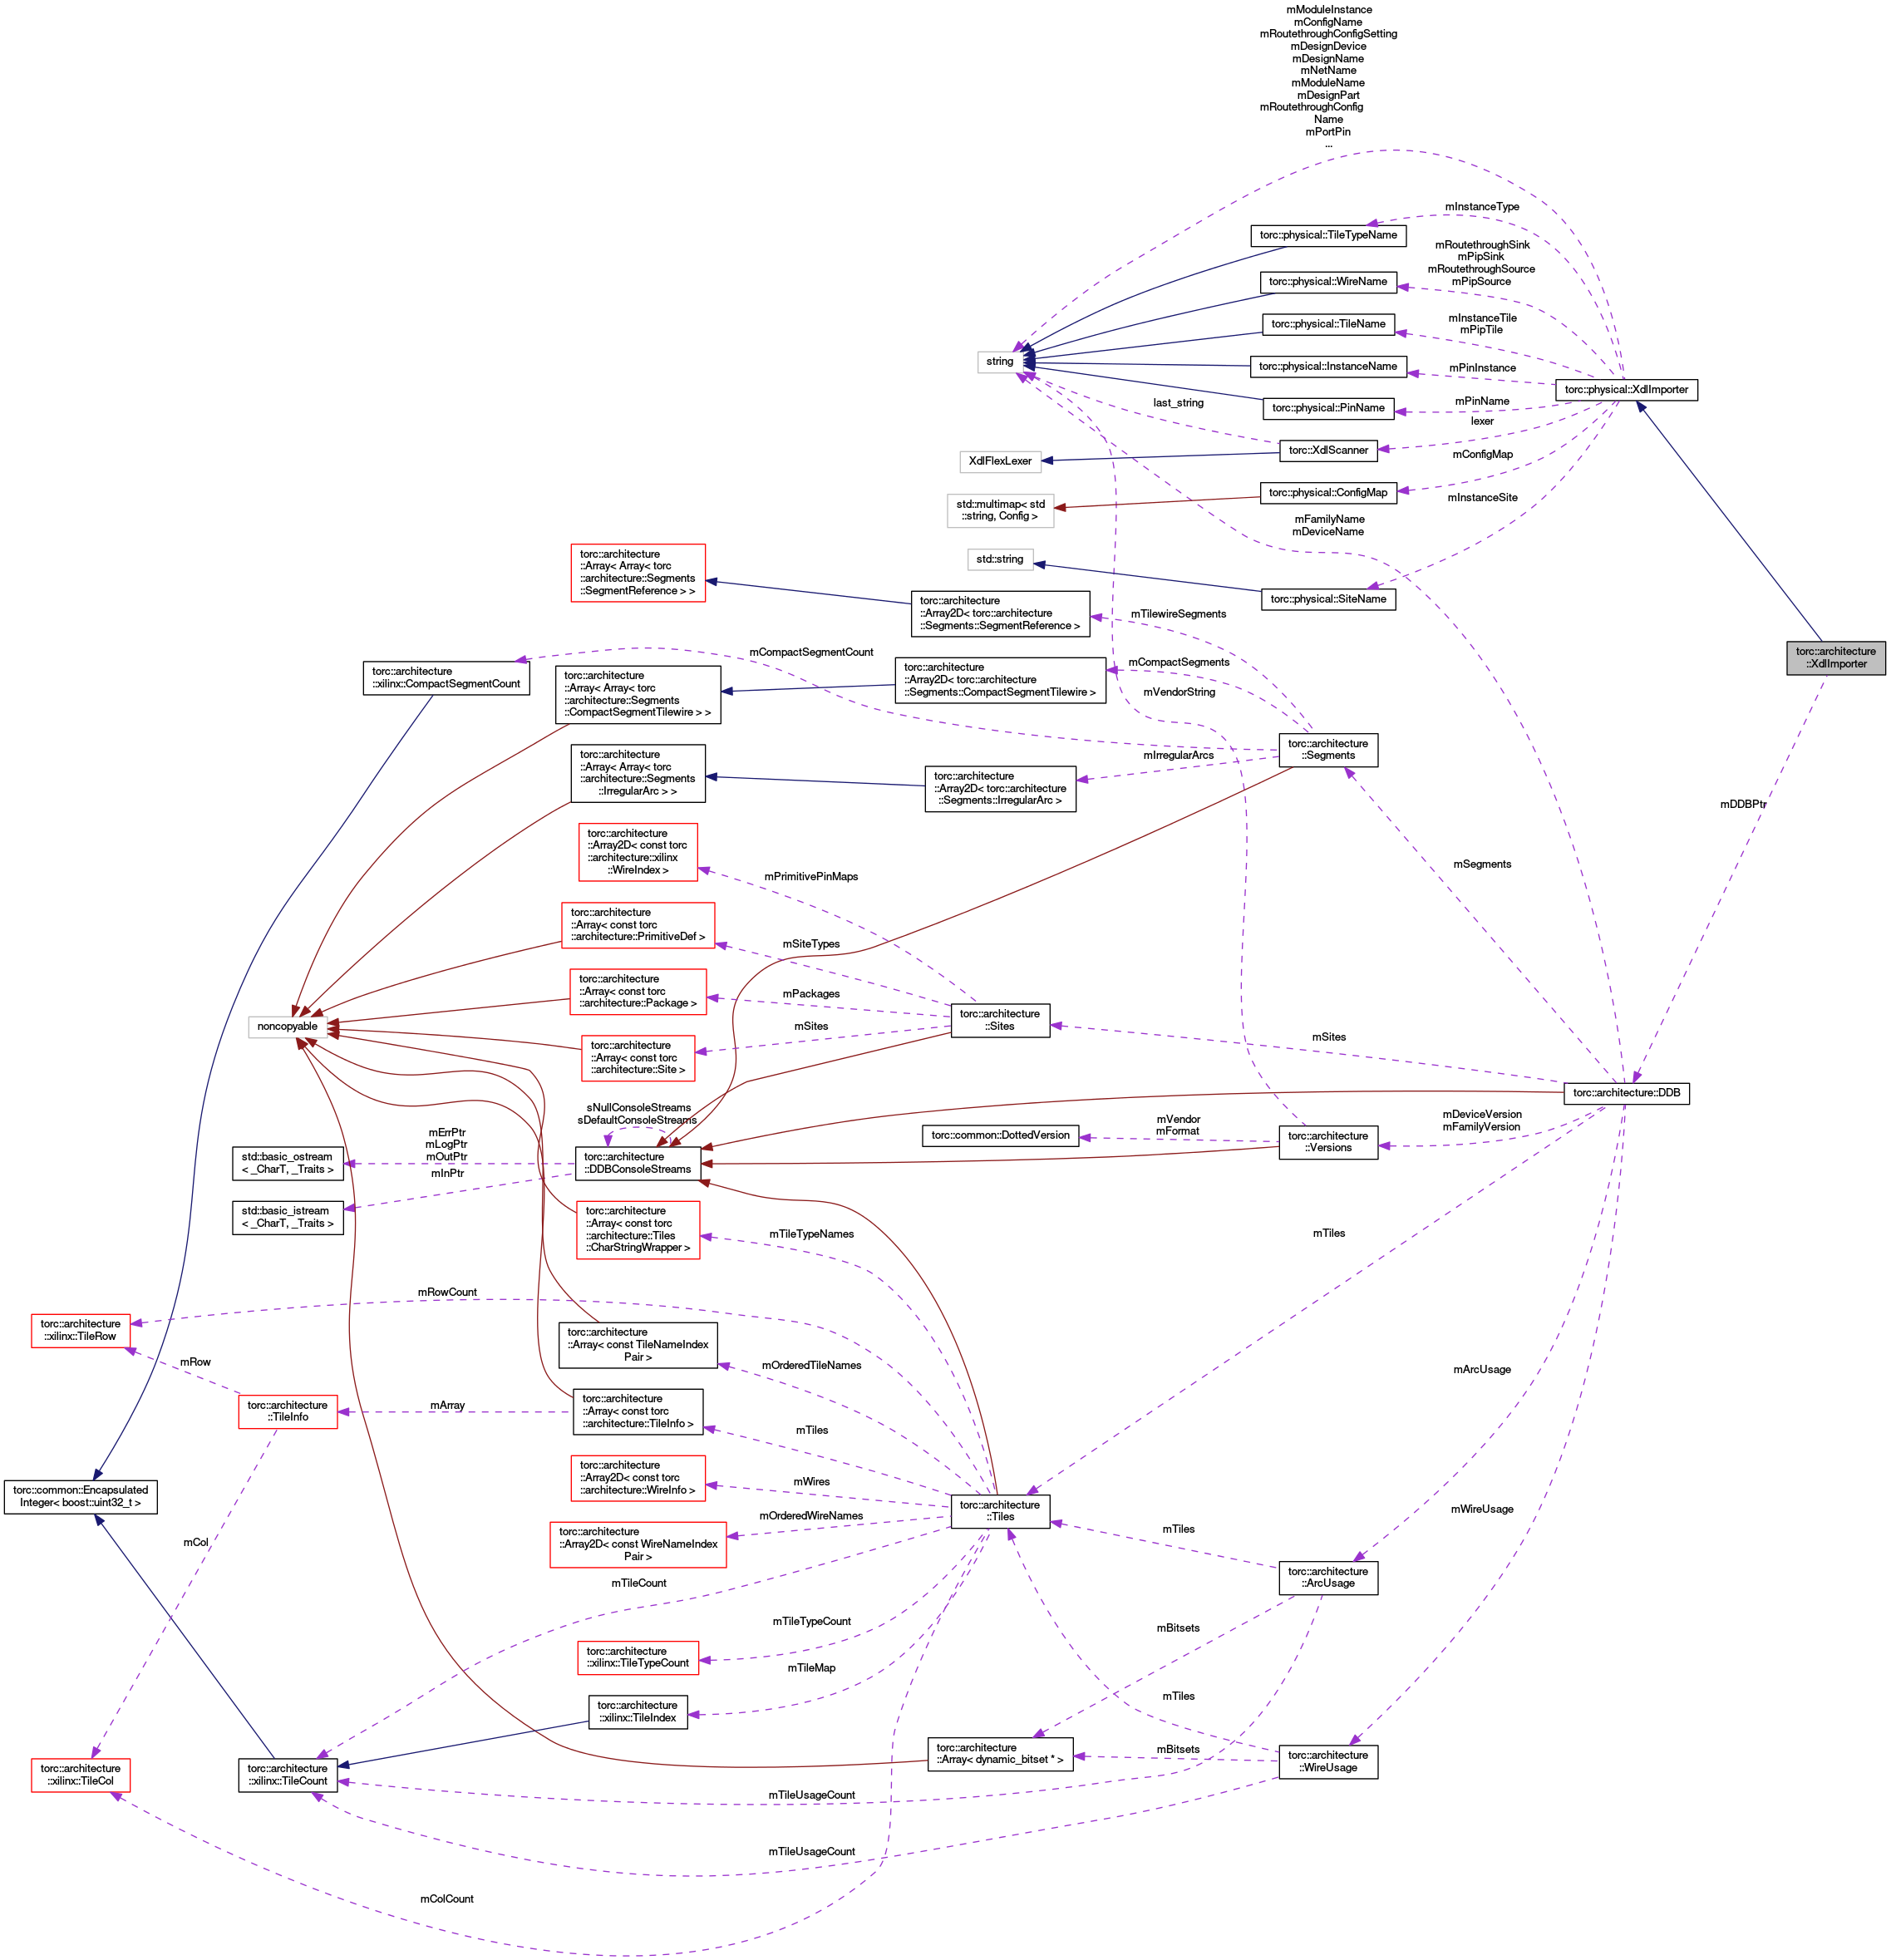 mModuleInstance
mConfigName
mRoutethroughConfigSetting
mDesignDevice
mDesignName
mNetName
mModuleName
mDesignPart
mRoutethroughConfig
Name
mPortPin
...
mInstanceType
torc::physical::TileTypeName
mRoutethroughSink
mPipSink
mRoutethroughSource
mPipSource
torc::physical::WireName
mInstanceTile
mPipTile
torc::physical::TileName
string
torc::physical::InstanceName
mPinInstance
torc::physical::XdlImporter
last_string
torc::physical::PinName
mPinName
lexer
torc::XdlScanner
XdlFlexLexer
mConfigMap
torc::physical::ConfigMap
std::multimap< std
::string, Config >
mInstanceSite
mFamilyName
mDeviceName
std::string
torc::physical::SiteName
torc::architecture
::Array< Array< torc
::architecture::Segments
::SegmentReference > >
torc::architecture
::Array2D< torc::architecture
::Segments::SegmentReference >
mTilewireSegments
torc::architecture
::XdlImporter
mCompactSegmentCount
torc::architecture
::xilinx::CompactSegmentCount
torc::architecture
::Array< Array< torc
::architecture::Segments
::CompactSegmentTilewire > >
torc::architecture
::Array2D< torc::architecture
::Segments::CompactSegmentTilewire >
mCompactSegments
mVendorString
torc::architecture
::Segments
torc::architecture
::Array< Array< torc
::architecture::Segments
::IrregularArc > >
torc::architecture
::Array2D< torc::architecture
::Segments::IrregularArc >
mIrregularArcs
mDDBPtr
torc::architecture
::Array2D< const torc
::architecture::xilinx
::WireIndex >
mPrimitivePinMaps
mSegments
torc::architecture
::Array< const torc
::architecture::PrimitiveDef >
mSiteTypes
torc::architecture
::Array< const torc
::architecture::Package >
mPackages
torc::architecture
::Sites
noncopyable
mSites
mSites
torc::architecture
::Array< const torc
::architecture::Site >
torc::architecture::DDB
sNullConsoleStreams
sDefaultConsoleStreams
mErrPtr
mLogPtr
mOutPtr
mInPtr
std::basic_ostream
< _CharT, _Traits >
torc::architecture
::DDBConsoleStreams
torc::common::DottedVersion
mVendor
mFormat
torc::architecture
::Versions
mDeviceVersion
mFamilyVersion
std::basic_istream
< _CharT, _Traits >
torc::architecture
::Array< const torc
::architecture::Tiles
::CharStringWrapper >
mTileTypeNames
mTiles
mRowCount
torc::architecture
::xilinx::TileRow
torc::architecture
::Array< const TileNameIndex
Pair >
mOrderedTileNames
mRow
mArcUsage
torc::architecture
::TileInfo
mArray
torc::architecture
::Array< const torc
::architecture::TileInfo >
mTiles
torc::architecture
::Array2D< const torc
::architecture::WireInfo >
mWires
torc::common::Encapsulated
Integer< boost::uint32_t >
torc::architecture
::Tiles
mWireUsage
mOrderedWireNames
torc::architecture
::Array2D< const WireNameIndex
Pair >
mCol
mTiles
mTileCount
torc::architecture
::ArcUsage
mTileTypeCount
mBitsets
torc::architecture
::xilinx::TileTypeCount
mTileMap
torc::architecture
::xilinx::TileIndex
mTiles
torc::architecture
::xilinx::TileCol
torc::architecture
::xilinx::TileCount
torc::architecture
::Array< dynamic_bitset * >
mBitsets
torc::architecture
::WireUsage
mTileUsageCount
mTileUsageCount
mColCount